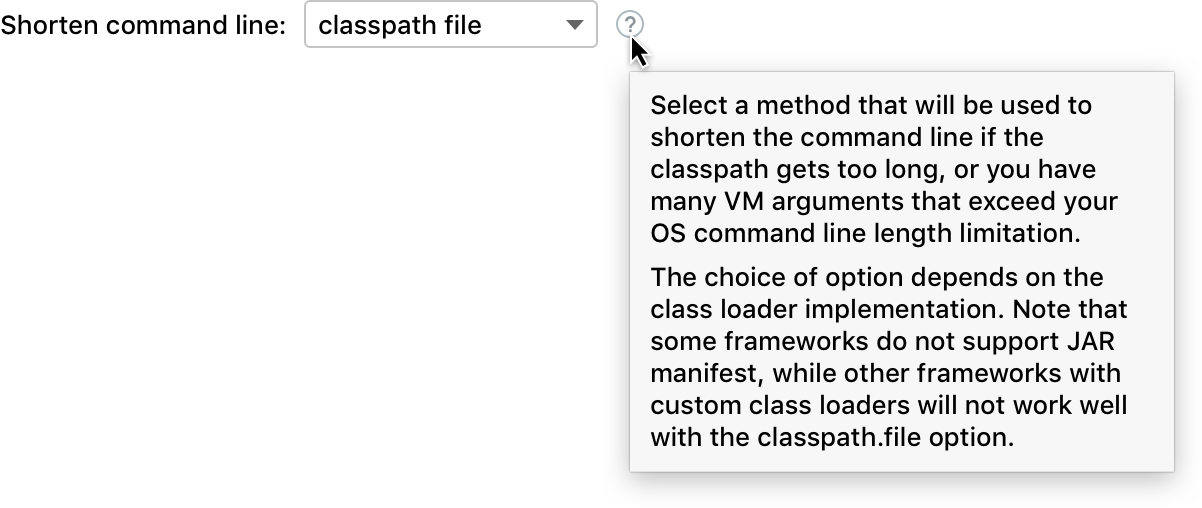 Shorten command line: classpath file ?
Select a method that will be used to
shorten the command line if the
classpath gets too long, or you have
many VM arguments that exceed your
OS command line length limitation.
The choice of option depends on the
class loader implementation. Note that
some frameworks do not support JAR
manifest, while other frameworks with
custom class loaders will not work well
with the classpath.file option.